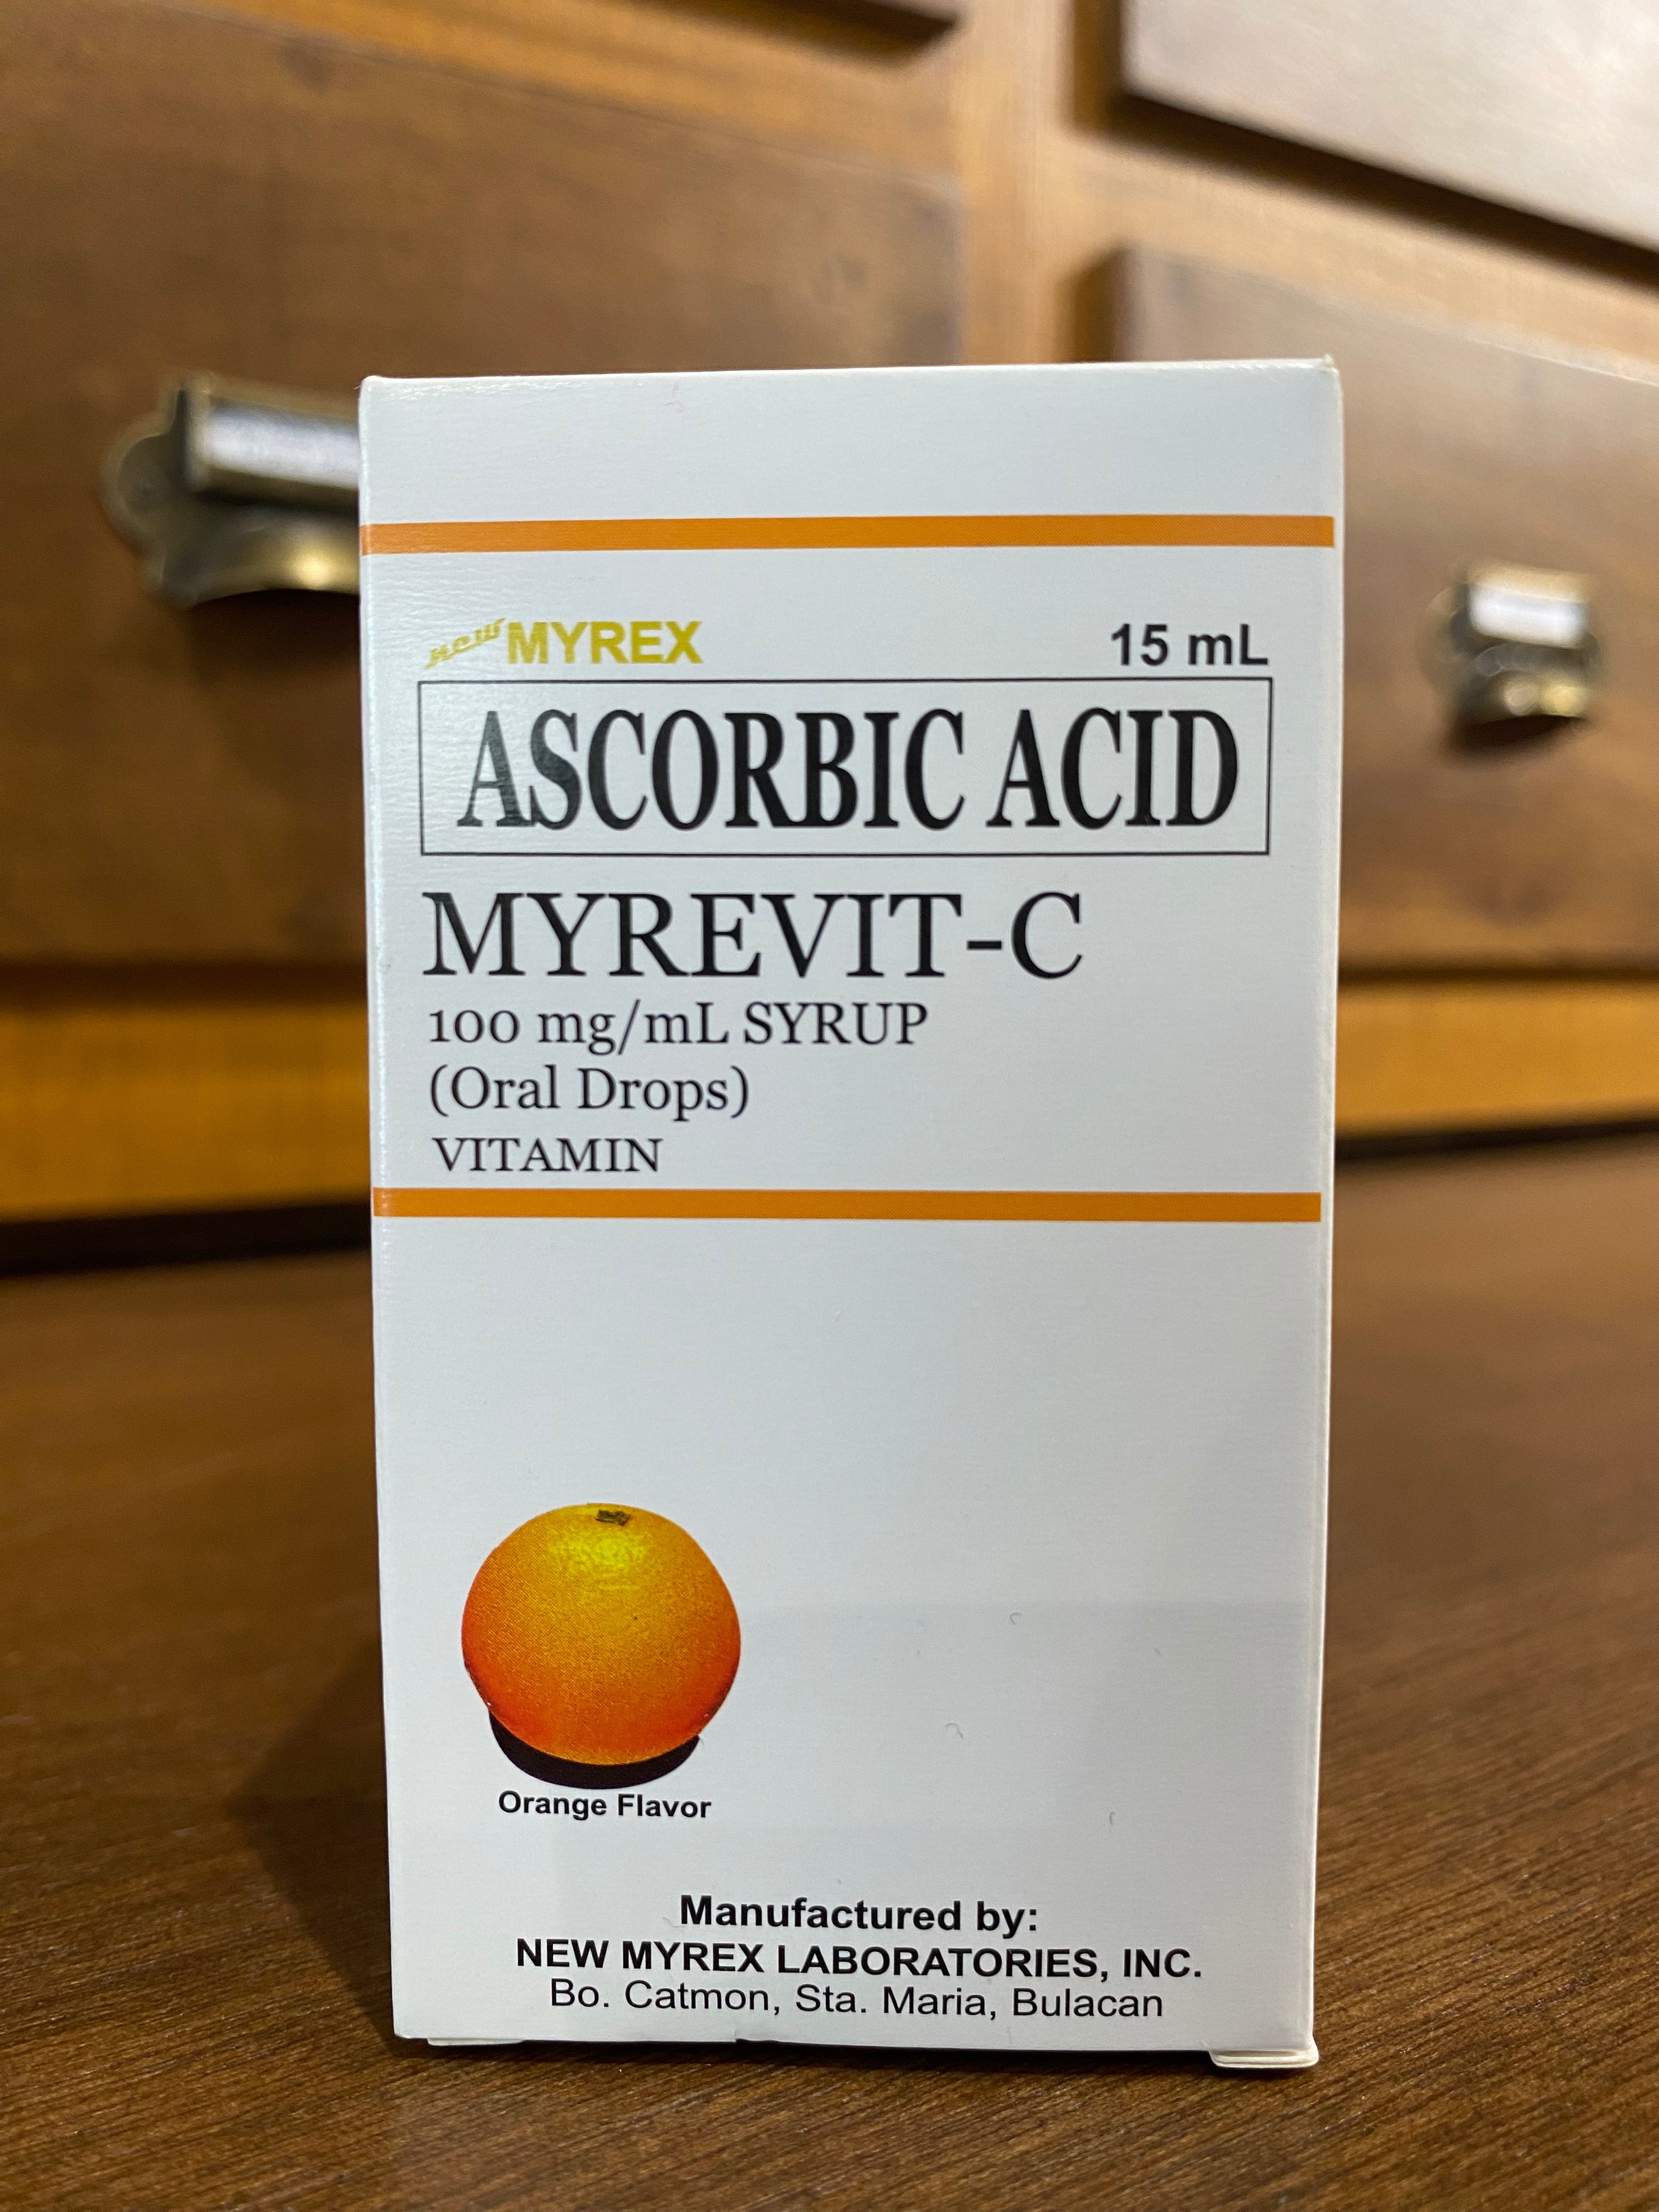 new MYREX 15 mL
ASCORBIC ACID
MYREVIT-C
100 mg/mL SYRUP
(Oral Drops)
VITAMIN
Orange Flavor
Manufactured by:
NEW MYREX LABORATORIES, INC.
Bo. Catmon, Sta. Maria, Bulacan